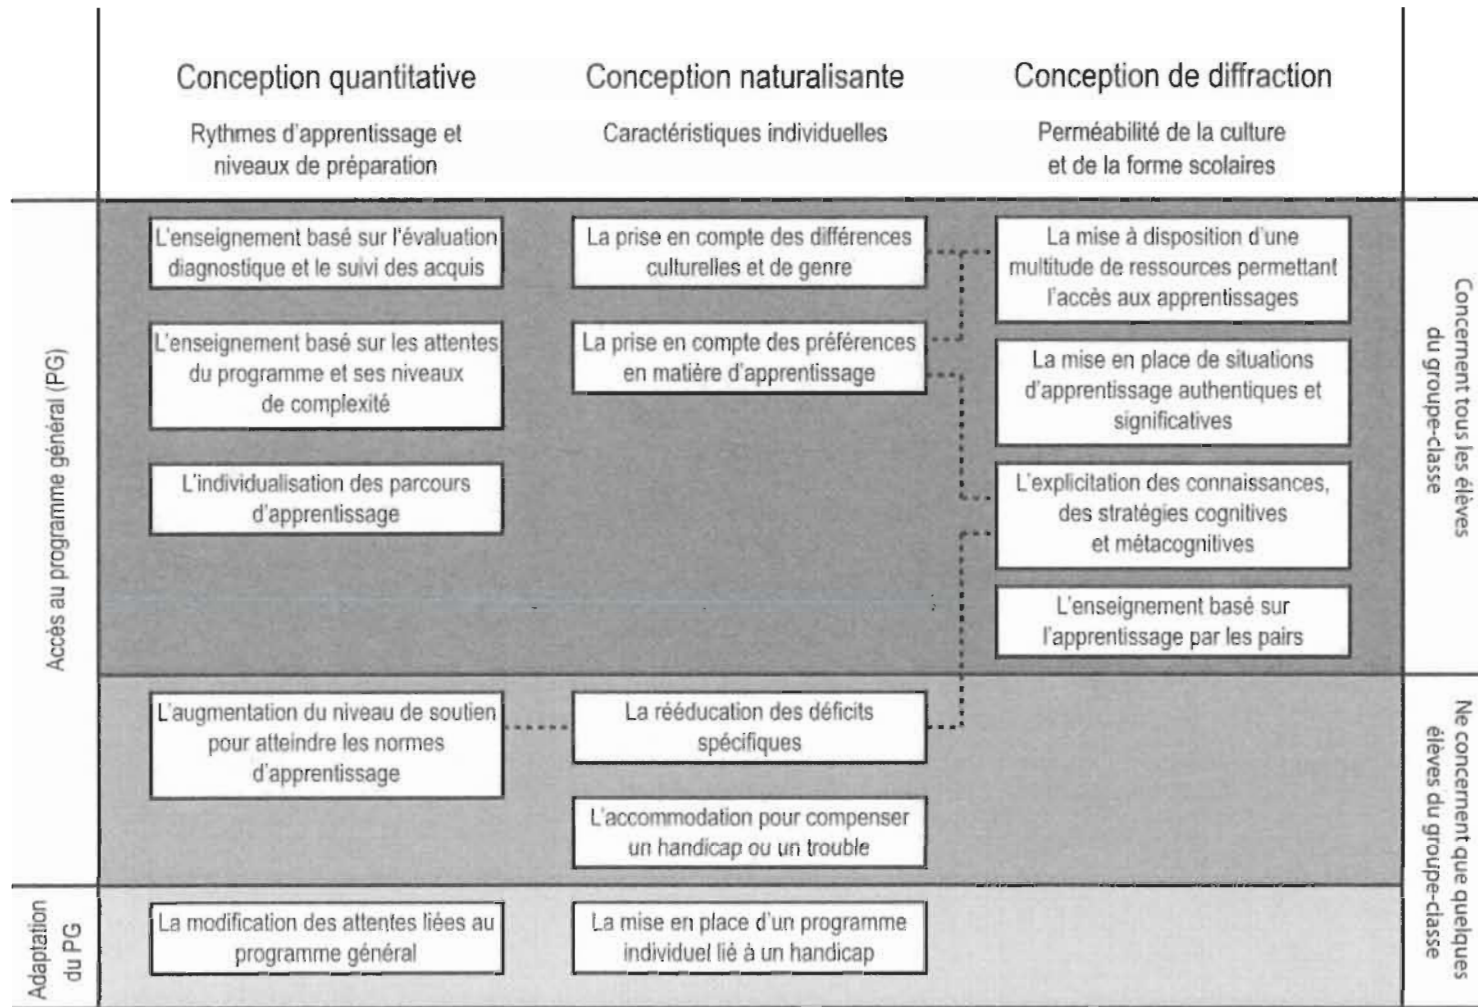 Conception quantitative
Rythmes d'apprentissage et
niveaux de préparation
Conception naturalisante
Caractéristiques individuelles
Conception de diffraction
Perméabilité de la culture
et de la forme scolaires
Accès au programme général (PG)
L'enseignement basé sur l'évaluation
diagnostique et le suivi des acquis
L'enseignement basé sur les attentes
du programme et ses niveaux
de complexité
L'individualisation des parcours
d'apprentissage
La prise en compte des différences
culturelles et de genre
La prise en compte des préférences
en matière d'apprentissage
La mise à disposition d'une
multitude de ressources permettant
l'accès aux apprentissages
La mise en place de situations
d'apprentissage authentiques et
significatives
L'explicitation des connaissances,
des stratégies cognitives
et métacognitives
L'enseignement basé sur
l'apprentissage par les pairs
Concernent tous les élèves
du groupe-classe
L'augmentation du niveau de soutien
pour atteindre les normes
d'apprentissage
La rééducation des déficits
spécifiques
L'accommodation pour compenser
un handicap ou un trouble
Ne concernent que quelques
élèves du groupe-classe
Adaptation
du PG
La modification des attentes liées au
programme général
La mise en place d'un programme
individuel lié à un handicap